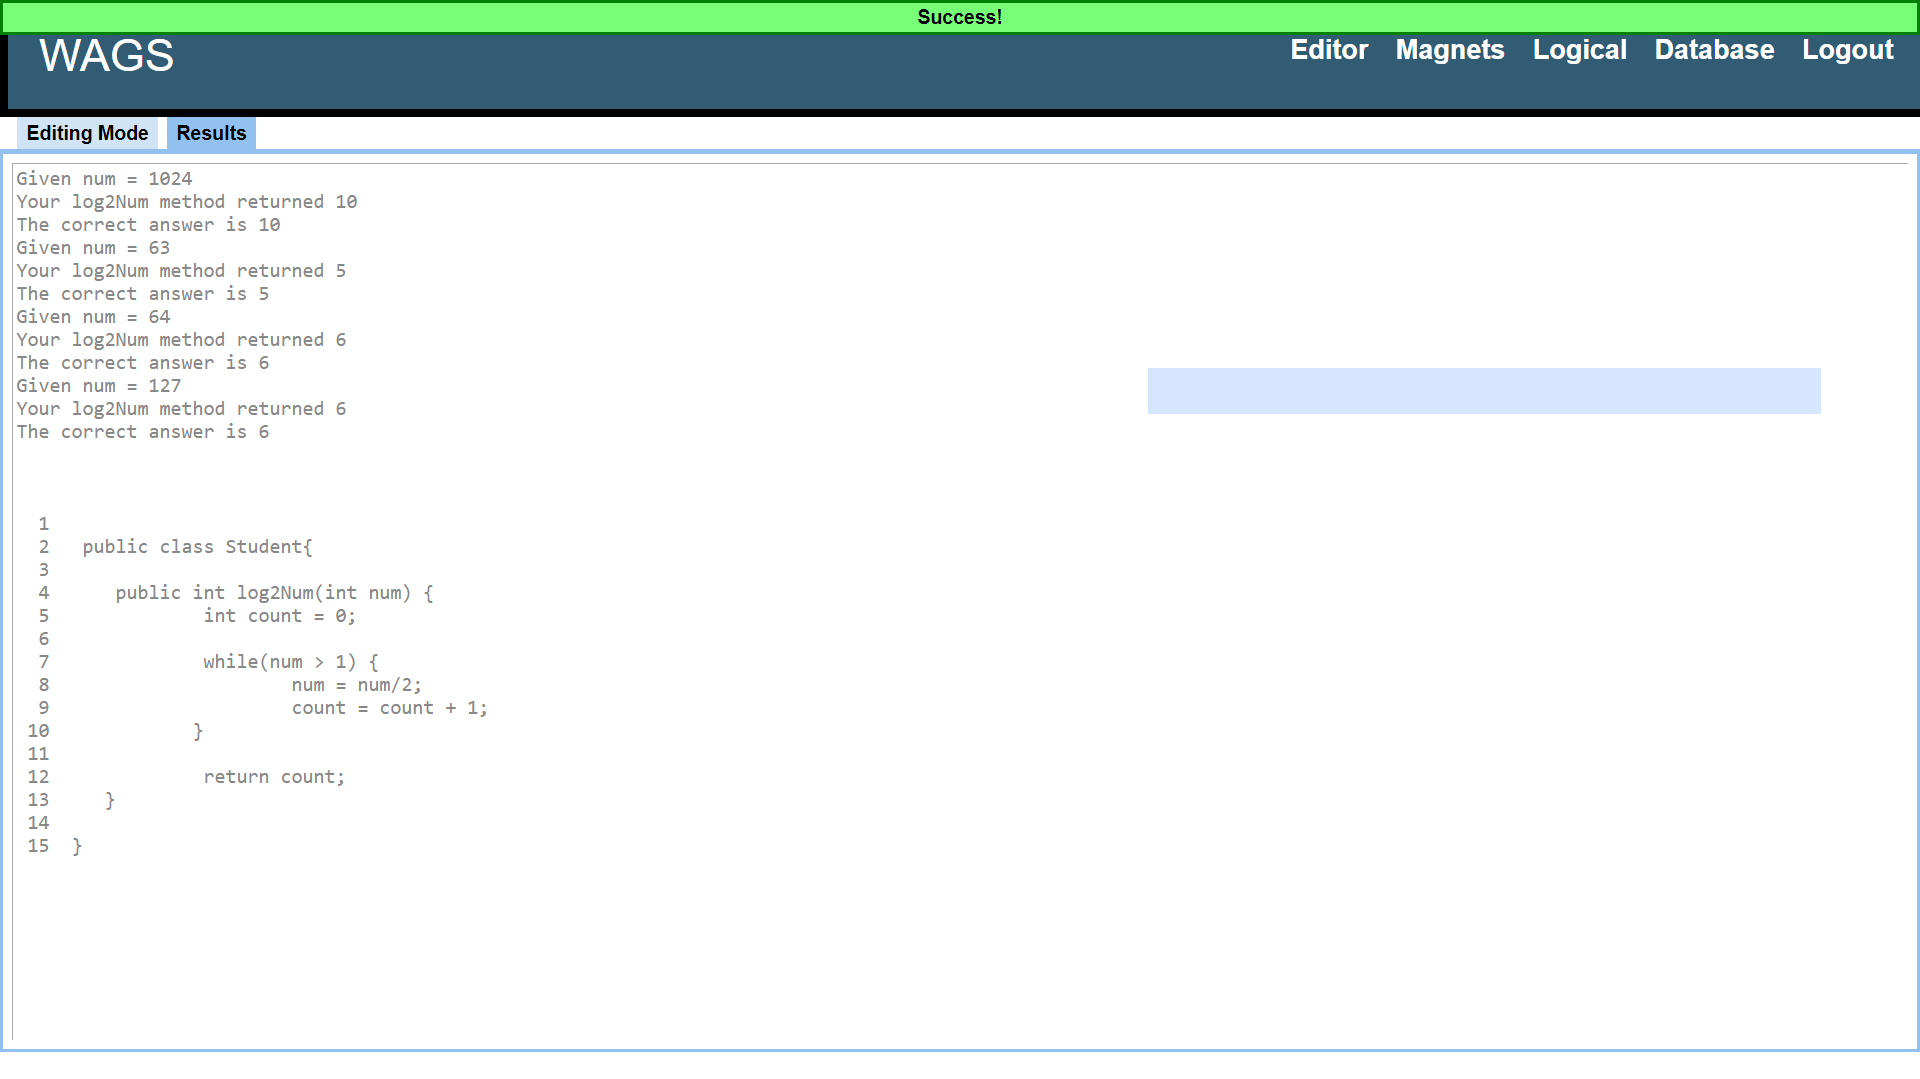 Success!
WAGS
Editor Magnets Logical Database Logout
Editing Mode Results
Given num = 1024
Your log2Num method returned 10
The correct answer is 10
Given num = 63
Your log2Num method returned 5
The correct answer is 5
Given num = 64
Your log2Num method returned 6
The correct answer is 6
Given num = 127
Your log2Num method returned 6
The correct answer is 6
1
2 public class Student{
3
4 public int log2Num(int num) {
5 int count = 0;
6
7 while(num > 1) {
8 num = num/2;
9 count = count + 1;
10 }
11
12 return count;
13 }
14
15 }